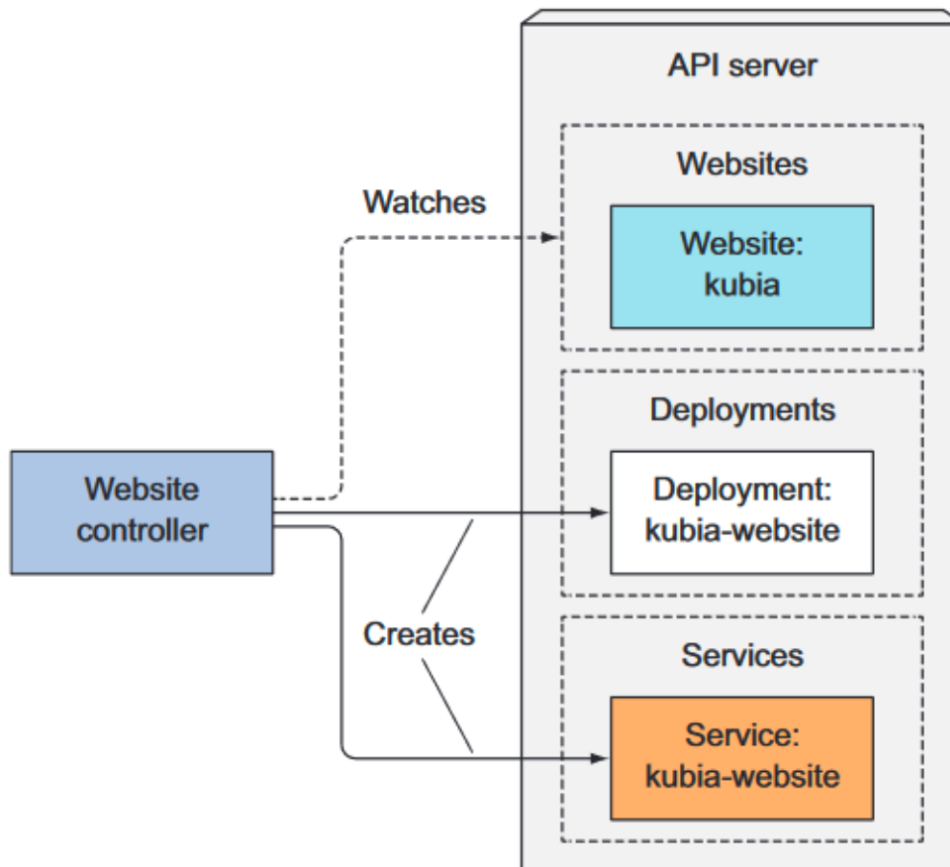 API server
Websites
Watches
Website:
kubia
Deployments
Website
controller
Deployment:
kubia-website
Creates
Services
Service:
kubia-website